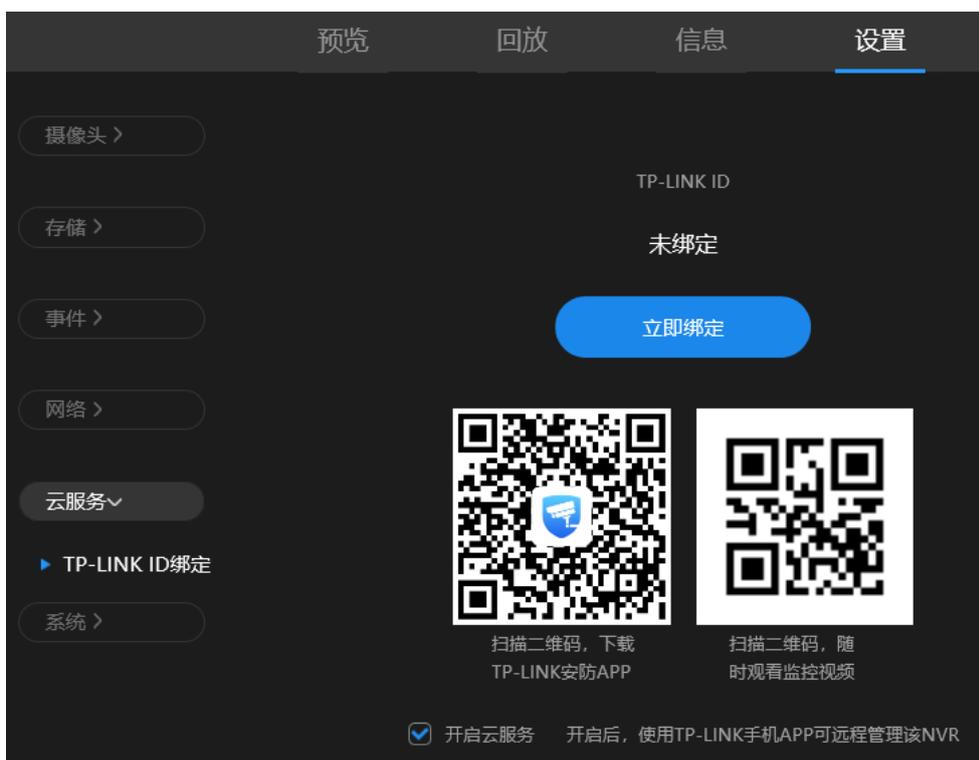 预览 回放 信息 设置
摄像头
存储
事件
网络
云服务
TP-LINK ID绑定
系统
TP-LINK ID
未绑定
立即绑定
扫描二维码，下载
TP-LINK安防APP
扫描二维码，随
时观看监控视频
开启云服务 开启后，使用TP-LINK手机APP可远程管理该NVR